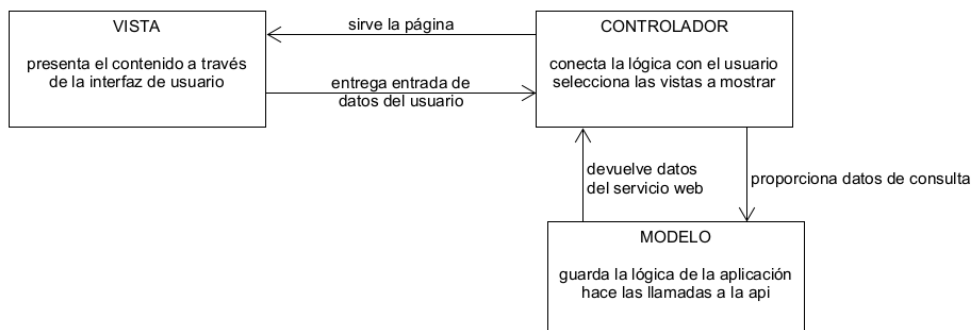 VISTA
presenta el contenido a través
de la interfaz de usuario
sirve la página
entrega entrada de
datos del usuario
CONTROLADOR
conecta la lógica con el usuario
selecciona las vistas a mostrar
devuelve datos
del servicio web
proporciona datos de consulta
MODELO
guarda la lógica de la aplicación
hace las llamadas a la api